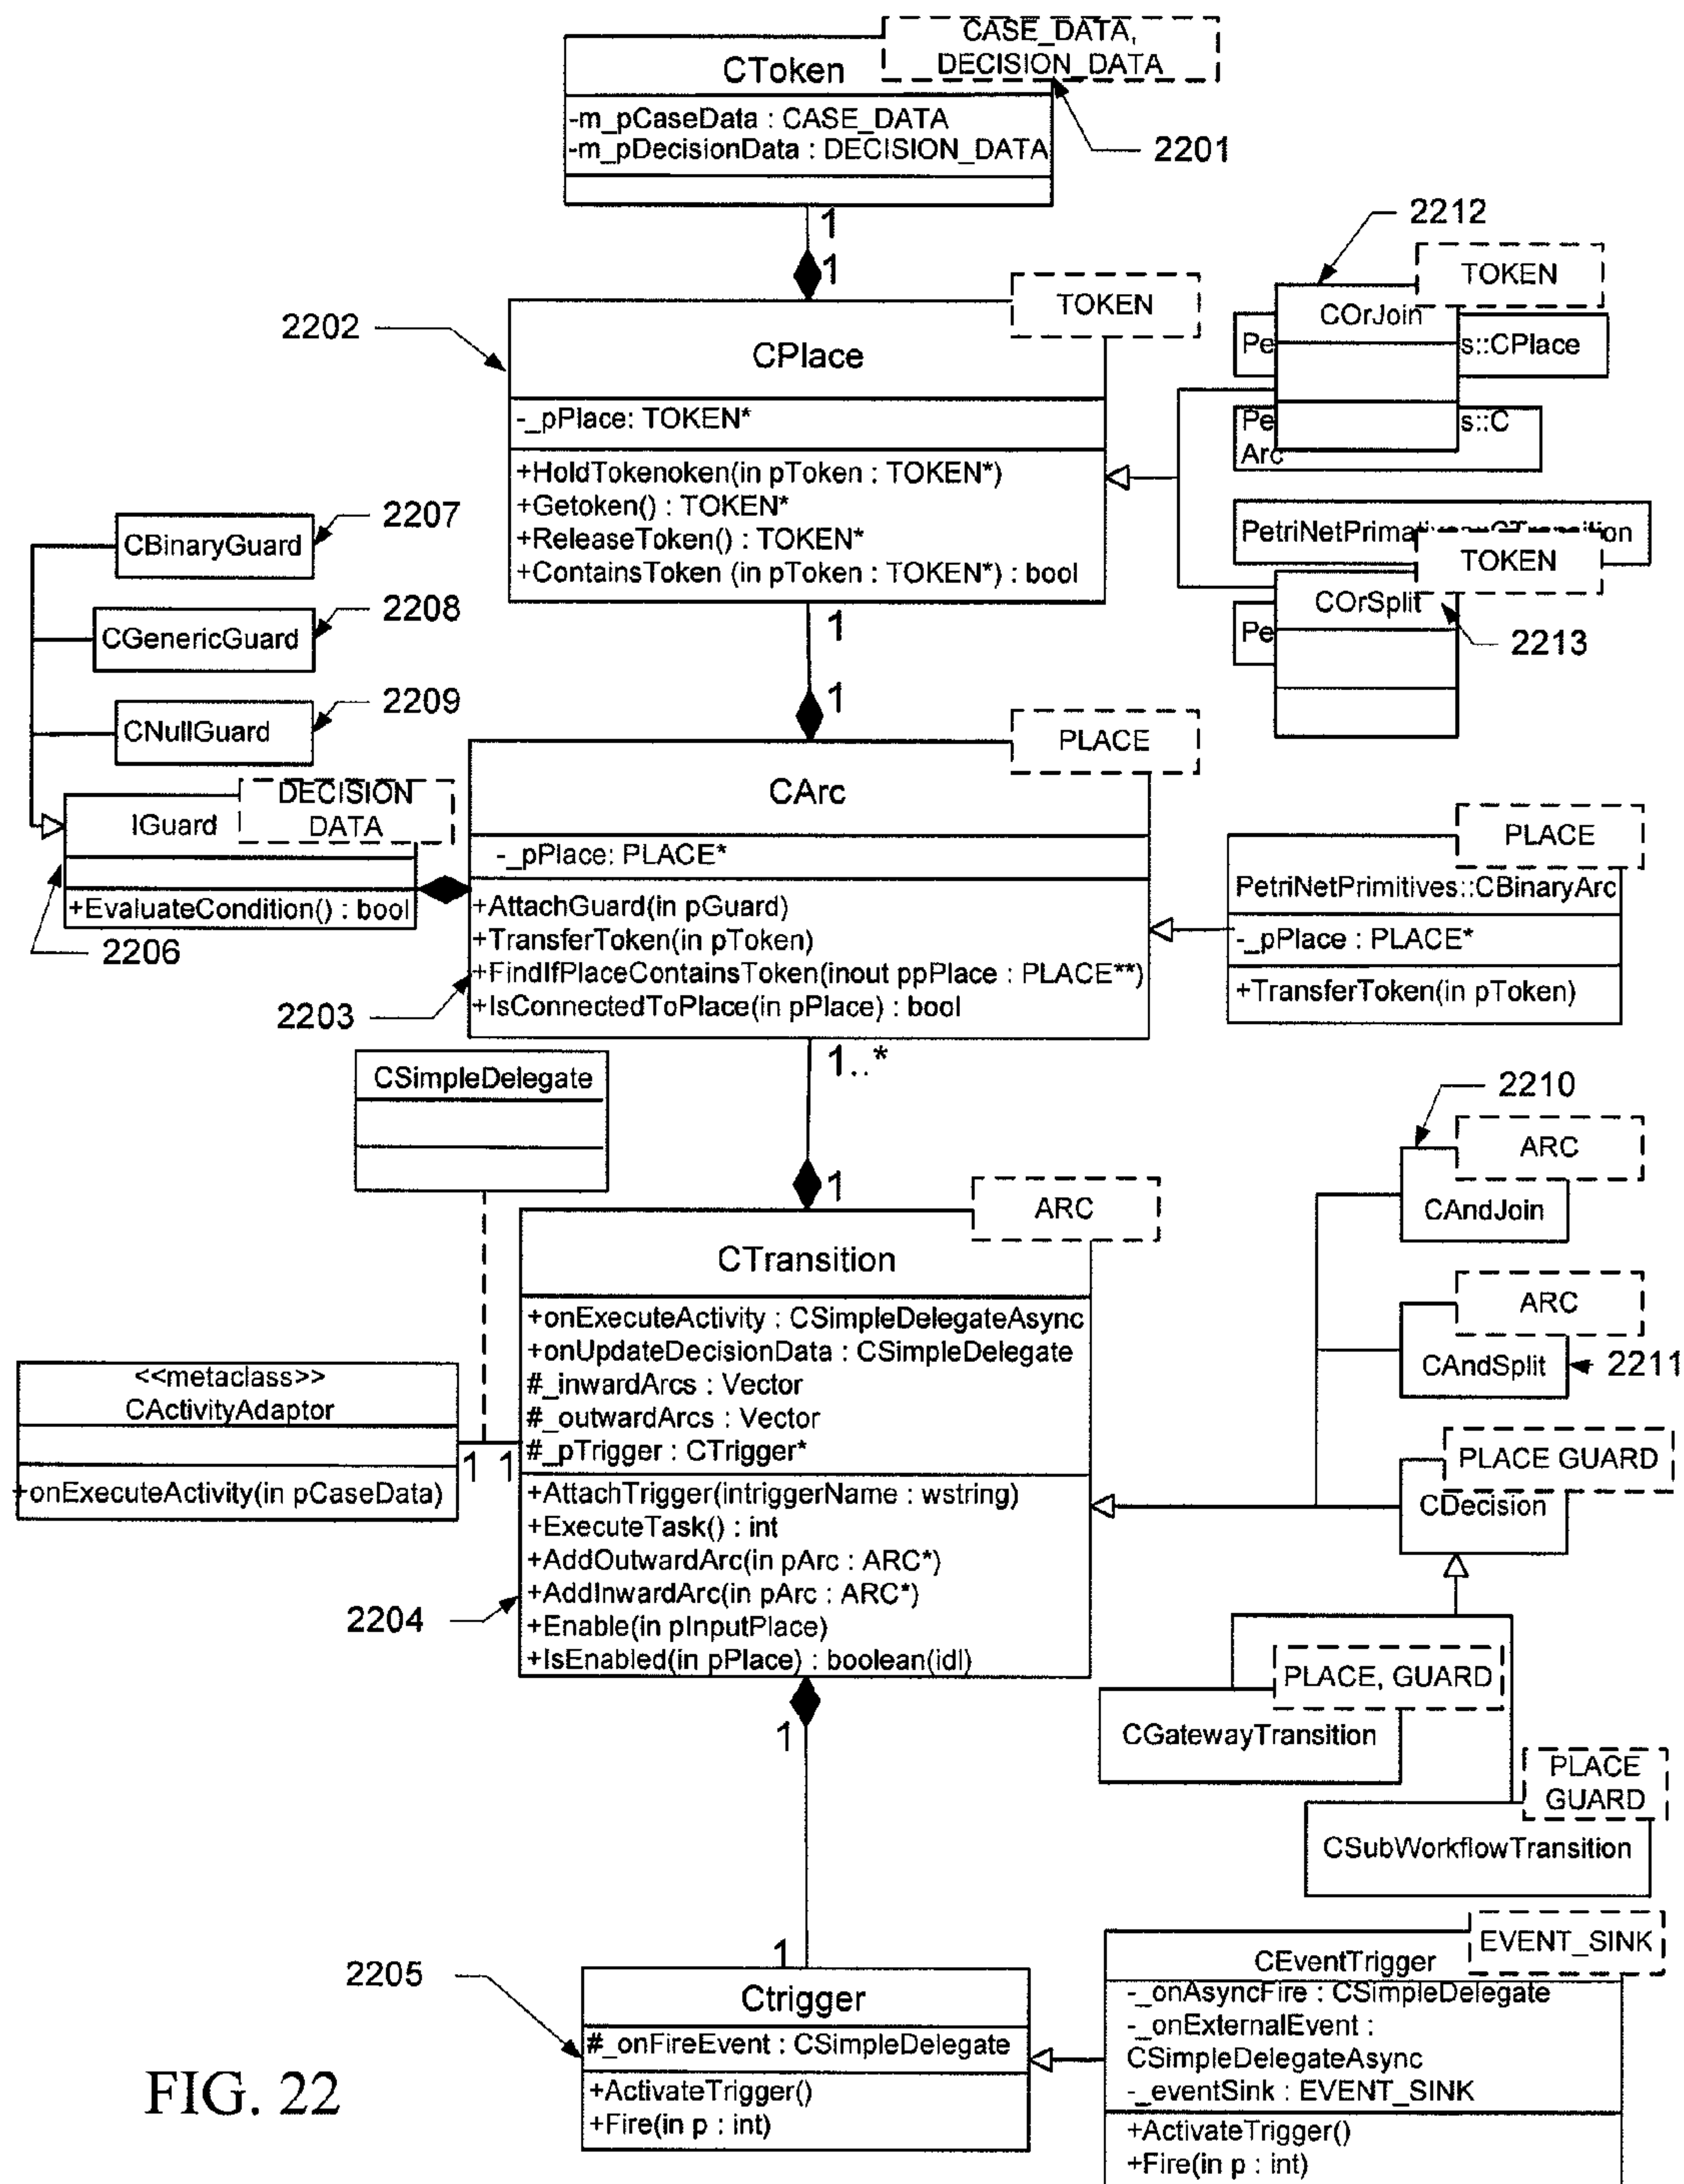 CASE_DATA,
DECISION_DATA
CToken
-m_pCaseData : CASE_DATA
-m_pDecisionData : DECISION_DATA
2201
1
1
2212
TOKEN
COrJoin
Pe
s::CPlace
Pe
s::C
Arc
PetriNetPrima
on
TOKEN
COrSplit
Pe
2213
TOKEN
2202
CPlace
-_pPlace: TOKEN*
+HoldTokenoken(in pToken : TOKEN*)
+Getoken() : TOKEN*
+ReleaseToken() : TOKEN*
+ContainsToken (in pToken : TOKEN*) : bool
CBinaryGuard
2207
CGenericGuard
2208
CNullGuard
2209
1
1
DECISION
DATA
IGuard
+EvaluateCondition() : bool
2206
PLACE
CArc
-_pPlace: PLACE*
+AttachGuard(in pGuard)
+TransferToken(in pToken)
+FindIfPlaceContainsToken(inout ppPlace : PLACE**)
+IsConnectedToPlace(in pPlace) : bool
2203
PLACE
PetriNetPrimitives::CBinaryArc
-_pPlace : PLACE*
+TransferToken(in pToken)
1..*
1
CSimpleDelegate
2210
ARC
CAndJoin
ARC
CAndSplit
2211
PLACE GUARD
CDecision
ARC
CTransition
+onExecuteActivity : CSimpleDelegateAsync
+onUpdateDecisionData : CSimpleDelegate
#_inwardArcs : Vector
#_outwardArcs : Vector
#_pTrigger : CTrigger*
+AttachTrigger(intriggerName : wstring)
+ExecuteTask() : int
+AddOutwardArc(in pArc : ARC*)
+AddInwardArc(in pArc : ARC*)
+Enable(in pInputPlace)
+IsEnabled(in pPlace) : boolean(idl)
2204
<<metaclass>>
CActivityAdaptor
+onExecuteActivity(in pCaseData)
1 1
PLACE, GUARD
CGatewayTransition
PLACE
GUARD
CSubWorkflowTransition
1
1
2205
Ctrigger
#_onFireEvent : CSimpleDelegate
+ActivateTrigger()
+Fire(in p : int)
EVENT_SINK
CEventTrigger
-_onAsyncFire : CSimpleDelegate
-_onExternalEvent :
CSimpleDelegateAsync
-_eventSink : EVENT_SINK
+ActivateTrigger()
+Fire(in p : int)
FIG. 22